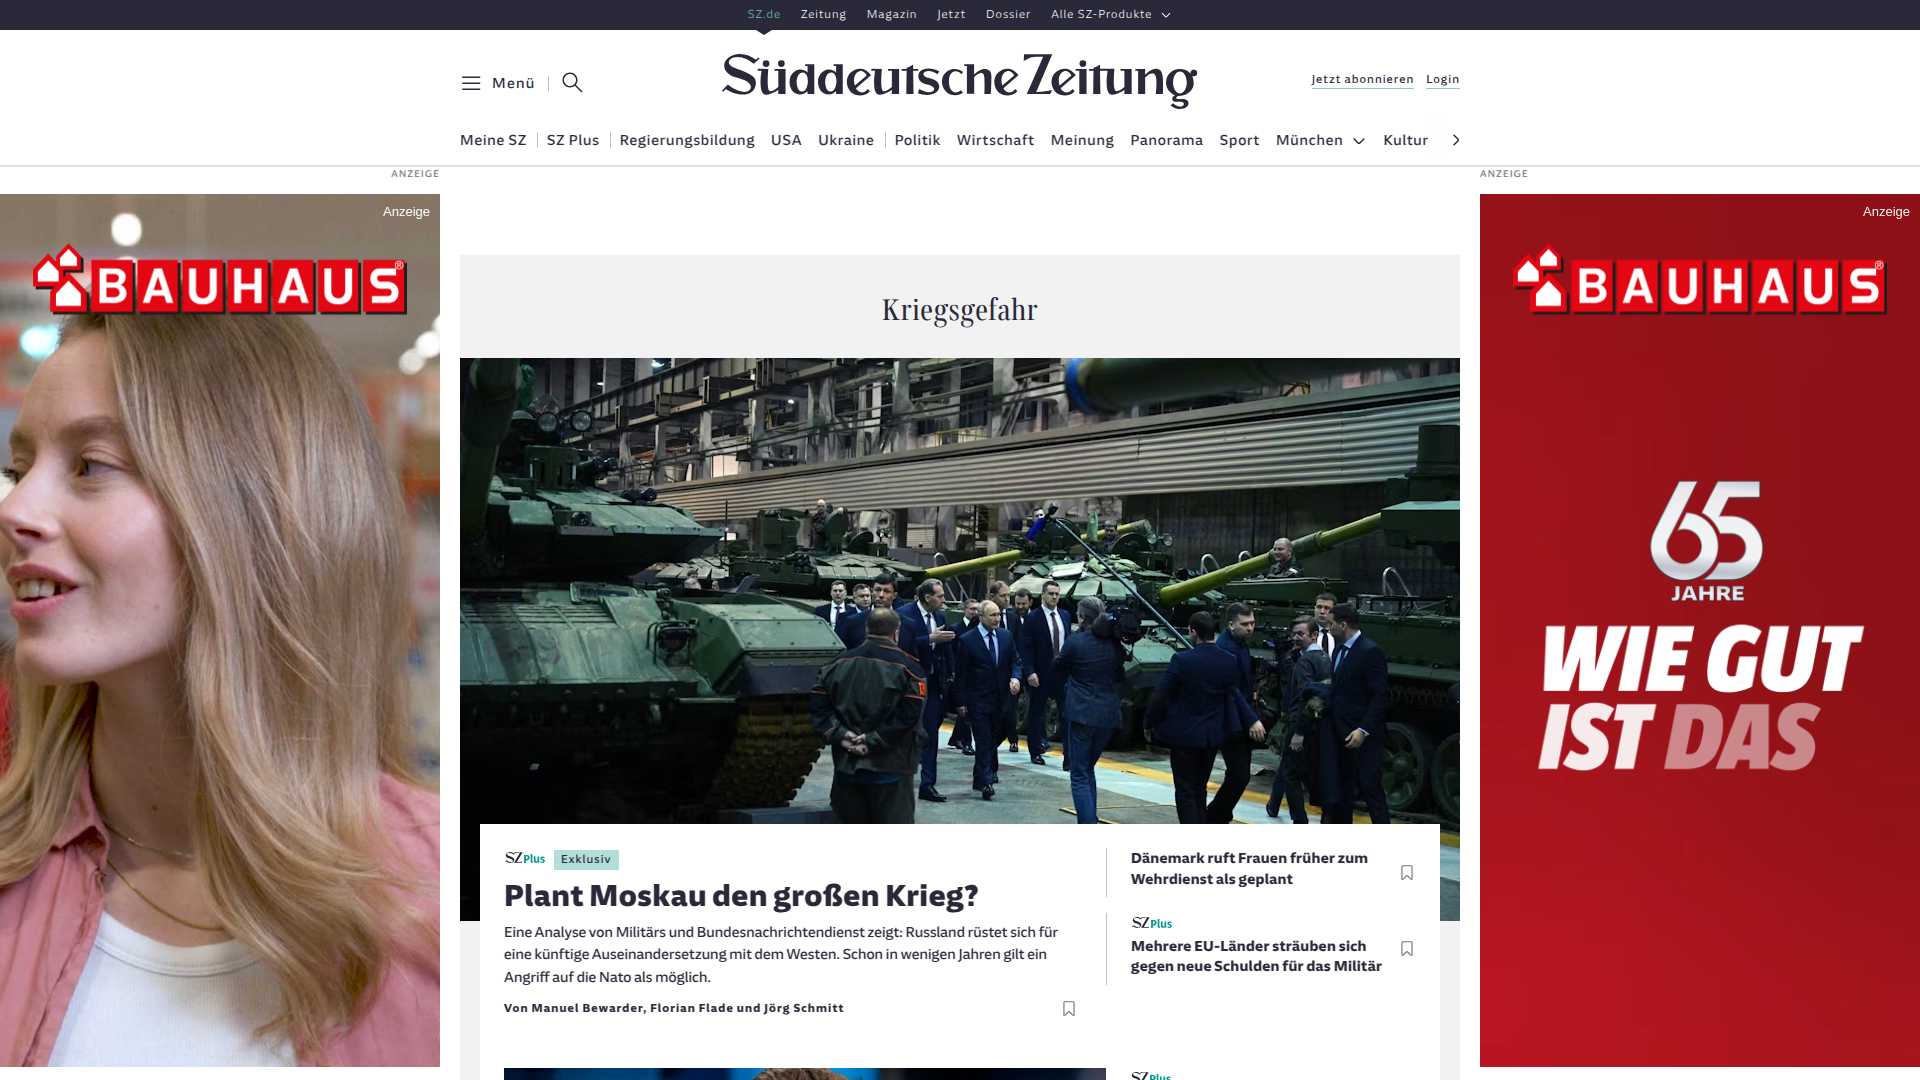 SZ.de Zeitung Magazin Jetzt Dossier Alle SZ-Produkte
Menü
Süddeutsche Zeitung
Jetzt abonnieren Login
Meine SZ SZ Plus Regierungsbildung USA Ukraine Politik Wirtschaft Meinung Panorama Sport München Kultur
ANZEIGE
ANZEIGE
Anzeige
BAUHAUS®
Anzeige
BAUHAUS®
65
JAHRE
WIE GUT
IST DAS
Kriegsgefahr
SZ Plus Exklusiv
Plant Moskau den großen Krieg?
Eine Analyse von Militärs und Bundesnachrichtendienst zeigt: Russland rüstet sich für
eine künftige Auseinandersetzung mit dem Westen. Schon in wenigen Jahren gilt ein
Angriff auf die Nato als möglich.
Von Manuel Bewarder, Florian Flade und Jörg Schmitt
Dänemark ruft Frauen früher zum
Wehrdienst als geplant
SZ Plus
Mehrere EU-Länder sträuben sich
gegen neue Schulden für das Militär
SZ Plus